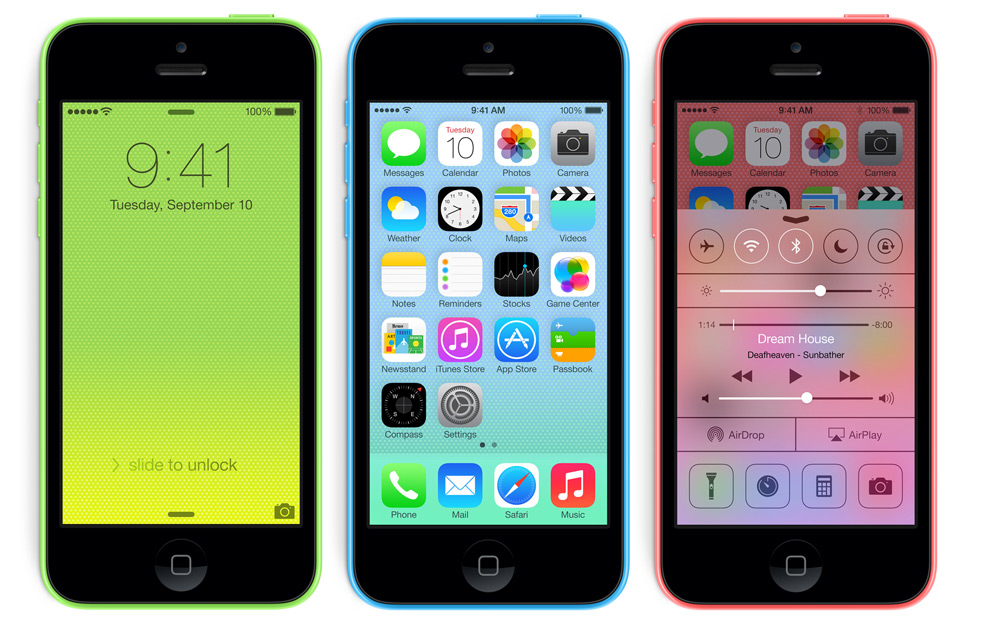 100%
9:41
Tuesday, September 10
slide to unlock
9:41 AM 100%
Tuesday
10
Messages Calendar Photos Camera
280
Weather Clock Maps Videos
Notes Reminders Stocks Game Center
Newsstand iTunes Store App Store Passbook
N
W E
S
Compass Settings
Phone Mail Safari Music
9:41 AM 100%
Tuesday
10
Messages Calendar Photos Camera
1:14 -8:00
Dream House
Deafheaven - Sunbather
AirDrop AirPlay